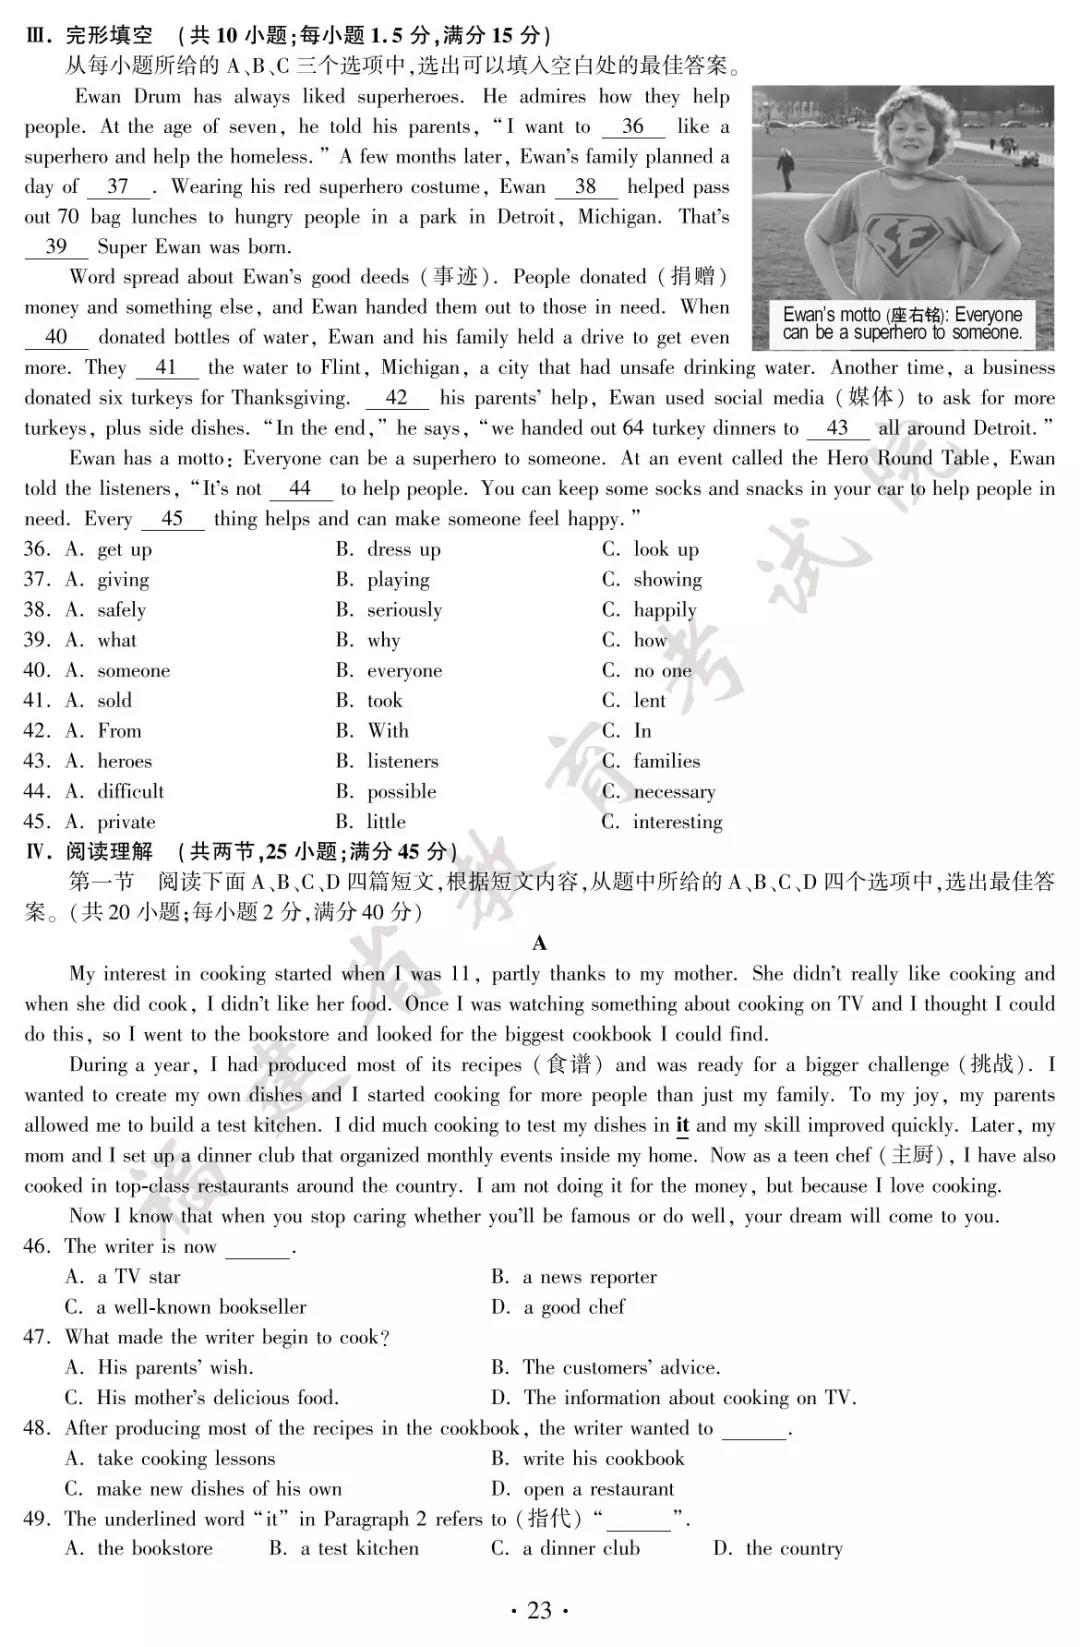 Ⅲ. 完形填空 (共 10 小题;每小题 1.5 分,满分 15 分)
从每小题所给的 A、B、C 三个选项中,选出可以填入空白处的最佳答案。
Ewan Drum has always liked superheroes. He admires how they help
people. At the age of seven, he told his parents, “I want to 36 like a
superhero and help the homeless.” A few months later, Ewan's family planned a
day of 37 . Wearing his red superhero costume, Ewan 38 helped pass
out 70 bag lunches to hungry people in a park in Detroit, Michigan. That's
39 Super Ewan was born.
Word spread about Ewan's good deeds (事迹). People donated (捐赠)
money and something else, and Ewan handed them out to those in need. When
40 donated bottles of water, Ewan and his family held a drive to get even
more. They 41 the water to Flint, Michigan, a city that had unsafe drinking water. Another time, a business
donated six turkeys for Thanksgiving. 42 his parents' help, Ewan used social media (媒体) to ask for more
turkeys, plus side dishes. “In the end,” he says, “we handed out 64 turkey dinners to 43 all around Detroit.”
SE
Ewan's motto (座右铭): Everyone
can be a superhero to someone.
Ewan has a motto: Everyone can be a superhero to someone. At an event called the Hero Round Table, Ewan
told the listeners, “It's not 44 to help people. You can keep some socks and snacks in your car to help people in
need. Every 45 thing helps and can make someone feel happy.”
36. A. get up B. dress up C. look up
37. A. giving B. playing C. showing
38. A. safely B. seriously C. happily
39. A. what B. why C. how
40. A. someone B. everyone C. no one
41. A. sold B. took C. lent
42. A. From B. With C. In
43. A. heroes B. listeners C. families
44. A. difficult B. possible C. necessary
45. A. private B. little C. interesting
Ⅳ. 阅读理解 (共两节,25 小题;满分 45 分)
第一节 阅读下面 A、B、C、D 四篇短文,根据短文内容,从题中所给的 A、B、C、D 四个选项中,选出最佳答
案。(共 20 小题;每小题 2 分,满分 40 分)
A
My interest in cooking started when I was 11, partly thanks to my mother. She didn't really like cooking and
when she did cook, I didn't like her food. Once I was watching something about cooking on TV and I thought I could
do this, so I went to the bookstore and looked for the biggest cookbook I could find.
During a year, I had produced most of its recipes (食谱) and was ready for a bigger challenge (挑战). I
wanted to create my own dishes and I started cooking for more people than just my family. To my joy, my parents
allowed me to build a test kitchen. I did much cooking to test my dishes in it and my skill improved quickly. Later, my
mom and I set up a dinner club that organized monthly events inside my home. Now as a teen chef (主厨), I have also
cooked in top-class restaurants around the country. I am not doing it for the money, but because I love cooking.
Now I know that when you stop caring whether you'll be famous or do well, your dream will come to you.
46. The writer is now ______.
A. a TV star B. a news reporter
C. a well-known bookseller D. a good chef
47. What made the writer begin to cook?
A. His parents' wish. B. The customers' advice.
C. His mother's delicious food. D. The information about cooking on TV.
48. After producing most of the recipes in the cookbook, the writer wanted to ______.
A. take cooking lessons B. write his cookbook
C. make new dishes of his own D. open a restaurant
49. The underlined word “it” in Paragraph 2 refers to (指代) “______”.
A. the bookstore B. a test kitchen C. a dinner club D. the country
· 23 ·
福建省教育考试院